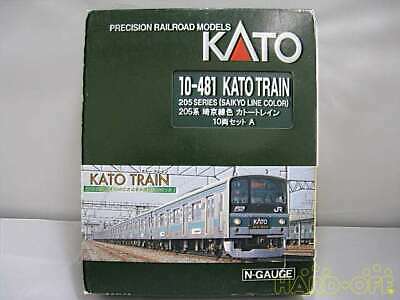 PRECISION RAILROAD MODELS
KATO
10-481 KATO TRAIN
205 SERIES (SAIKYO LINE COLOR)
205系 埼京線色 カトートレイン
10両セット A
KATO TRAIN
KATO
JR
N-GAUGE
HARD-OFF